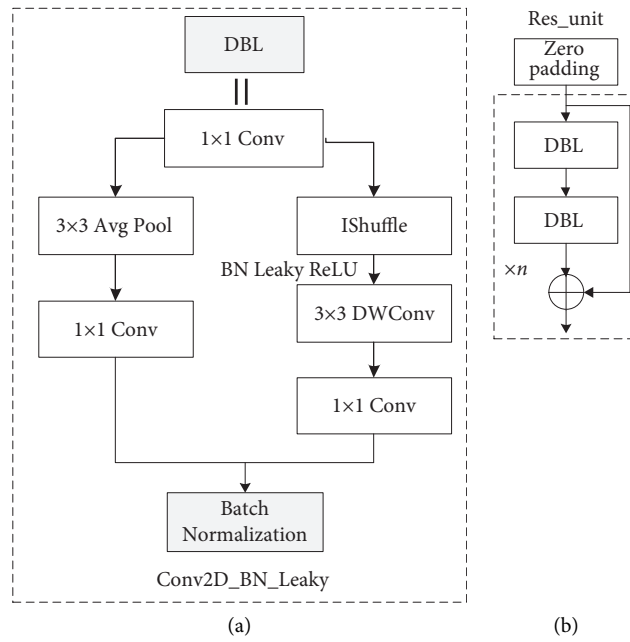 DBL
1×1 Conv
3×3 Avg Pool
IShuffle
BN Leaky ReLU
1×1 Conv
3×3 DWConv
1×1 Conv
Batch
Normalization
Conv2D_BN_Leaky
(a)
Res_unit
Zero
padding
DBL
DBL
×n
(b)